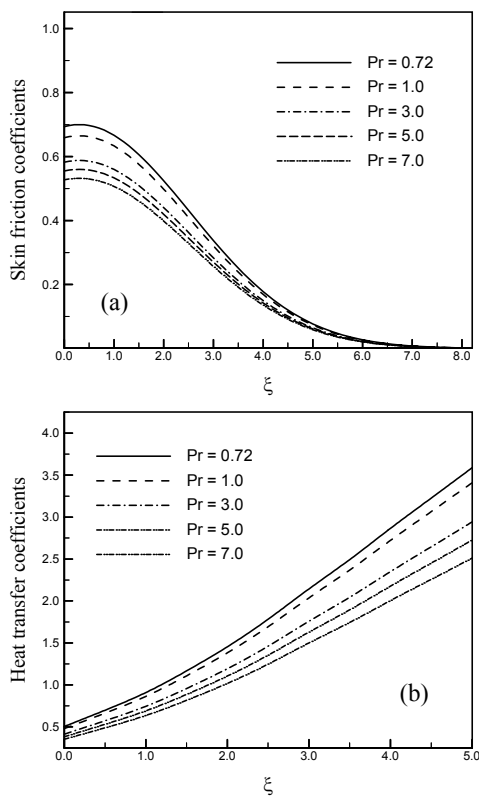 Skin friction coefficients
1.0
0.8
0.6
0.4
0.2
Pr = 0.72
Pr = 1.0
Pr = 3.0
Pr = 5.0
Pr = 7.0
(a)
0.0 1.0 2.0 3.0 4.0 5.0 6.0 7.0 8.0
ξ
Heat transfer coefficients
4.0
3.5
3.0
2.5
2.0
1.5
1.0
0.5
Pr = 0.72
Pr = 1.0
Pr = 3.0
Pr = 5.0
Pr = 7.0
(b)
0.0 1.0 2.0 3.0 4.0 5.0
ξ